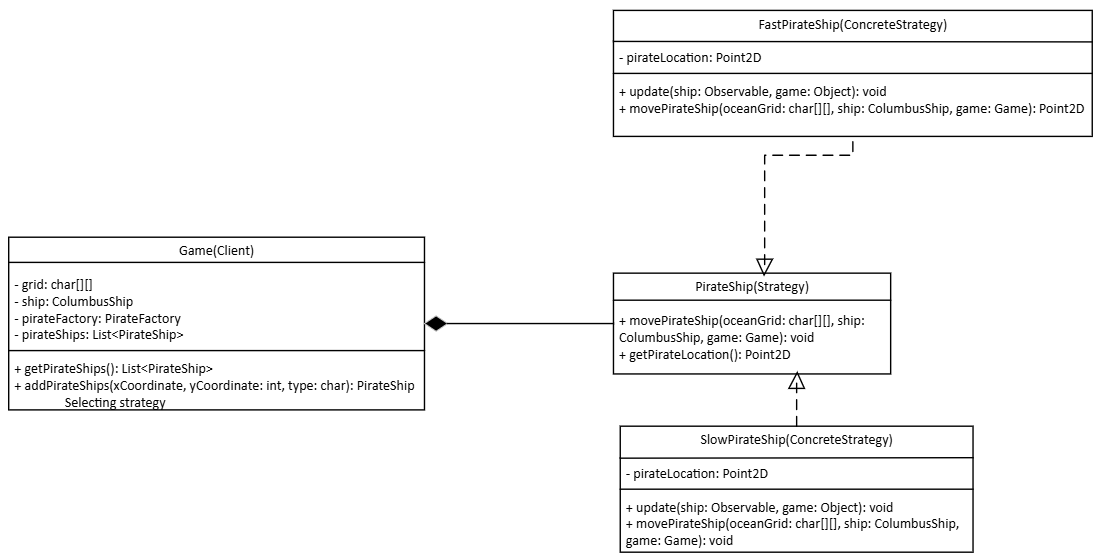 FastPirateShip(ConcreteStrategy)
- pirateLocation: Point2D
+ update(ship: Observable, game: Object): void
+ movePirateShip(oceanGrid: char[][], ship: ColumbusShip, game: Game): Point2D
Game(Client)
- grid: char[][]
- ship: ColumbusShip
- pirateFactory: PirateFactory
- pirateShips: List<PirateShip>
+ getPirateShips(): List<PirateShip>
+ addPirateShips(xCoordinate, yCoordinate: int, type: char): PirateShip
Selecting strategy
PirateShip(Strategy)
+ movePirateShip(oceanGrid: char[][], ship:
ColumbusShip, game: Game): void
+ getPirateLocation(): Point2D
SlowPirateShip(ConcreteStrategy)
- pirateLocation: Point2D
+ update(ship: Observable, game: Object): void
+ movePirateShip(oceanGrid: char[][], ship: ColumbusShip,
game: Game): void